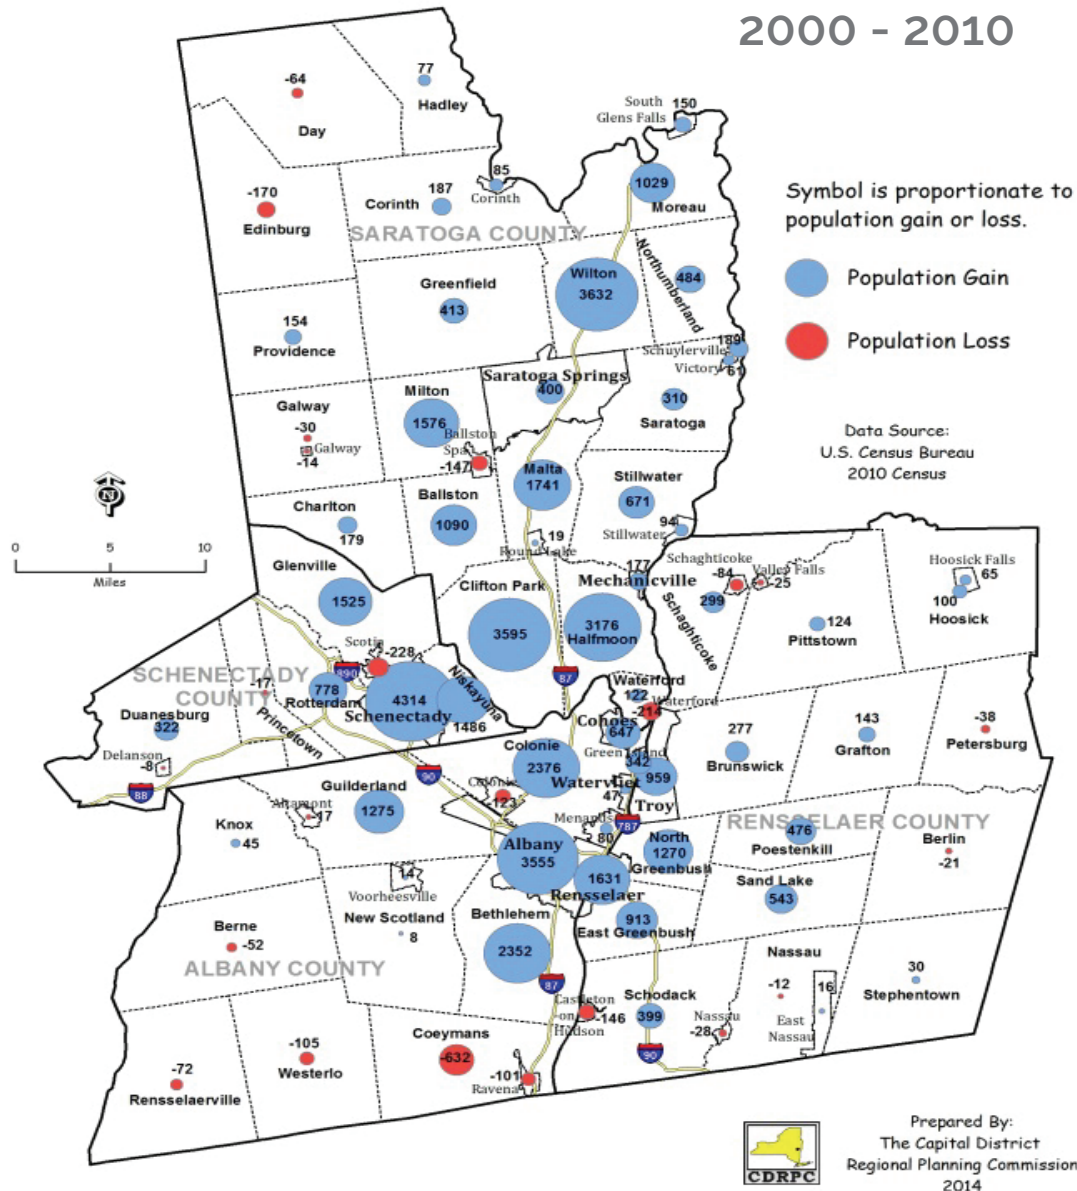 2000 - 2010
-64
Day
77
Hadley
South
Glens Falls
150
-170
Edinburg
Corinth
187
85
Corinth
1029
Moreau
SARATOGA COUNTY
Symbol is proportionate to
population gain or loss.
Population Gain
Population Loss
Greenfield
413
Wilton
3632
Northumberland
484
154
Providence
189
Schuylerville
Victory
61
Saratoga Springs
400
310
Saratoga
Galway
-30
Galway
-14
Milton
1576
Ballston
Spa
-147
Data Source:
U.S. Census Bureau
2010 Census
N
Malta
1741
Stillwater
671
Charlton
179
Ballston
1090
94
Stillwater
19
Round Lake
0
5
10
Miles
Glenville
1525
Clifton Park
3595
177
Mechanicville
3176
Halfmoon
Schaghticoke
-84
Valley Falls
-25
299
Schaghticoke
Hoosick Falls
65
100
Hoosick
124
Pittstown
Scotia
-228
SCHENECTADY
COUNTY
-17
Princetown
890
778
Rotterdam
4314
Schenectady
Niskayuna
1486
87
Duanesburg
322
Delanson
-8
88
Waterford
122
Waterford
-214
Cohoes
647
Green Island
342
277
Brunswick
143
Grafton
-38
Petersburg
Colonie
2376
Colonie
-123
90
Watervliet
47
959
Troy
Guilderland
1275
Altamont
-17
Knox
45
Menands
80
787
RENSSELAER COUNTY
476
Poestenkill
Berlin
-21
Albany
3555
North
1270
Greenbush
1631
Rensselaer
14
Voorheesville
New Scotland
8
Sand Lake
543
Bethlehem
2352
913
East Greenbush
Berne
-52
ALBANY COUNTY
87
Nassau
-12
16
East
Nassau
30
Stephentown
Castleton
-on-
Hudson
-146
Schodack
399
Nassau
-28
90
Coeymans
-632
-101
Ravena
-105
Westerlo
-72
Rensselaerville
CDRPC
Prepared By:
The Capital District
Regional Planning Commission
2014